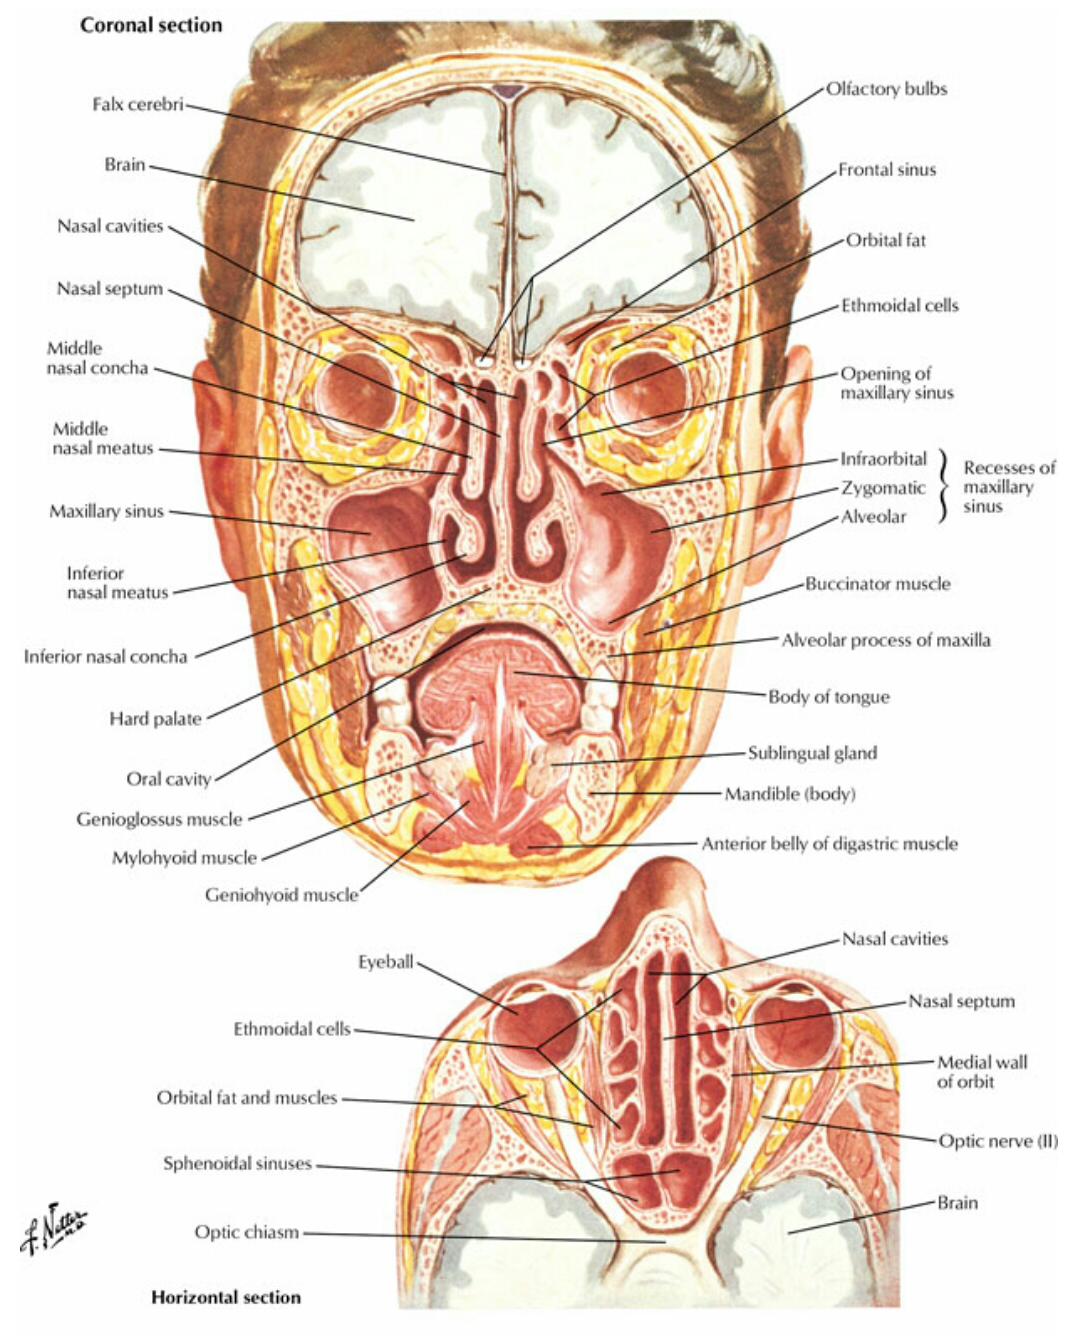 Coronal section
Falx cerebri
Brain
Nasal cavities
Nasal septum
Middle
nasal concha
Middle
nasal meatus
Maxillary sinus
Inferior
nasal meatus
Inferior nasal concha
Hard palate
Oral cavity
Genioglossus muscle
Mylohyoid muscle
Geniohyoid muscle
Olfactory bulbs
Frontal sinus
Orbital fat
Ethmoidal cells
Opening of
maxillary sinus
Infraorbital
Zygomatic
Alveolar
Recesses of
maxillary
sinus
Buccinator muscle
Alveolar process of maxilla
Body of tongue
Sublingual gland
Mandible (body)
Anterior belly of digastric muscle
Eyeball
Ethmoidal cells
Orbital fat and muscles
Sphenoidal sinuses
Optic chiasm
Nasal cavities
Nasal septum
Medial wall
of orbit
Optic nerve (II)
Brain
F. Netter
M.D.
Horizontal section